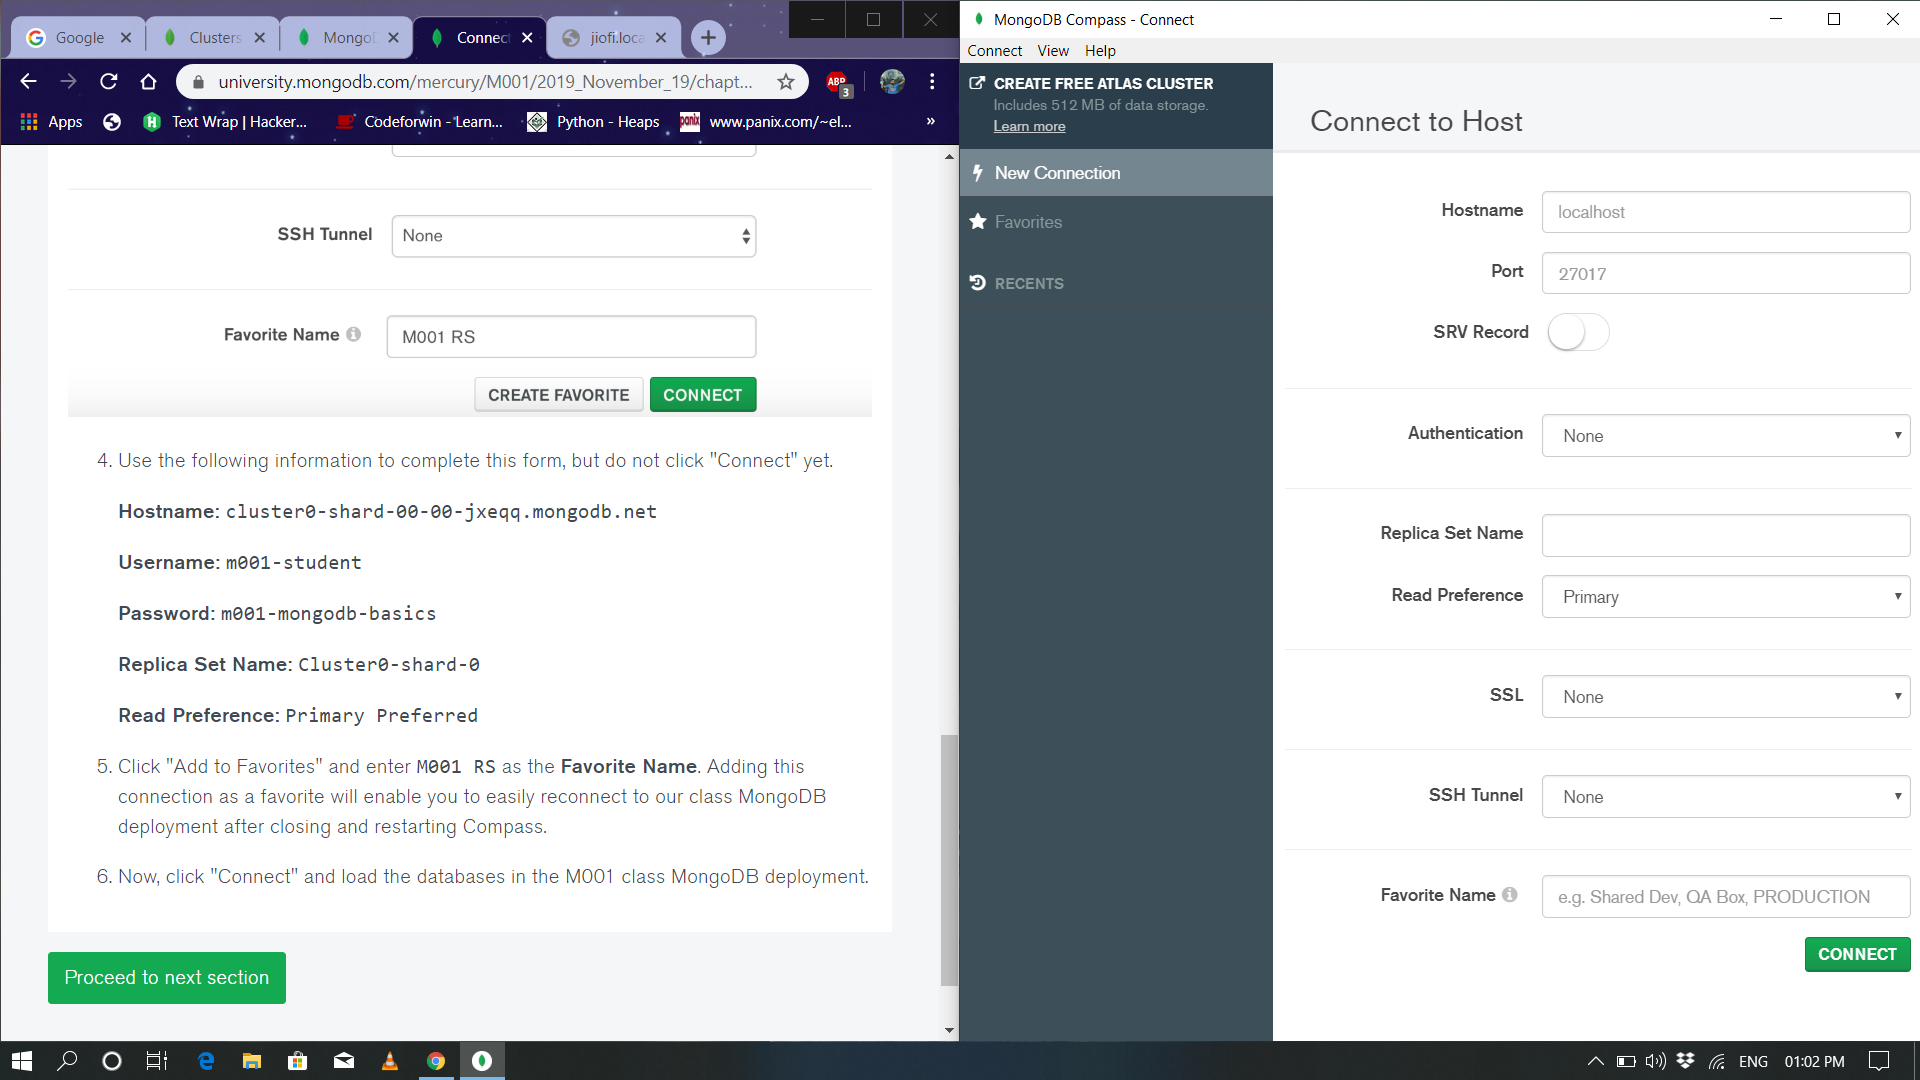 Google
Clusters
MongoD
Connec
jiofi.loca
university.mongodb.com/mercury/M001/2019_November_19/chapt...
ABP
3
Apps
Text Wrap | Hacker...
Codeforwin - Learn...
Python - Heaps
panix
www.panix.com/~el...
»
SSH Tunnel
None
Favorite Name
M001 RS
CREATE FAVORITE
CONNECT
4. Use the following information to complete this form, but do not click "Connect" yet.
Hostname: cluster0-shard-00-00-jxeqq.mongodb.net
Username: m001-student
Password: m001-mongodb-basics
Replica Set Name: Cluster0-shard-0
Read Preference: Primary Preferred
5. Click "Add to Favorites" and enter M001 RS as the Favorite Name. Adding this
connection as a favorite will enable you to easily reconnect to our class MongoDB
deployment after closing and restarting Compass.
6. Now, click "Connect" and load the databases in the M001 class MongoDB deployment.
Proceed to next section
MongoDB Compass - Connect
Connect View Help
CREATE FREE ATLAS CLUSTER
Includes 512 MB of data storage.
Learn more
New Connection
Favorites
RECENTS
Connect to Host
Hostname
localhost
Port
27017
SRV Record
Authentication
None
Replica Set Name
Read Preference
Primary
SSL
None
SSH Tunnel
None
Favorite Name
e.g. Shared Dev, QA Box, PRODUCTION
CONNECT
ENG
01:02 PM